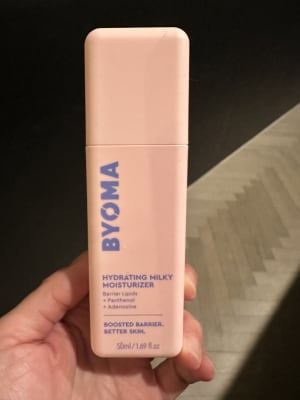 BYOMA
HYDRATING MILKY
MOISTURIZER
Barrier Lipids
+ Panthenol
+ Adenosine
BOOSTED BARRIER.
BETTER SKIN.
50ml / 1.69 fl oz